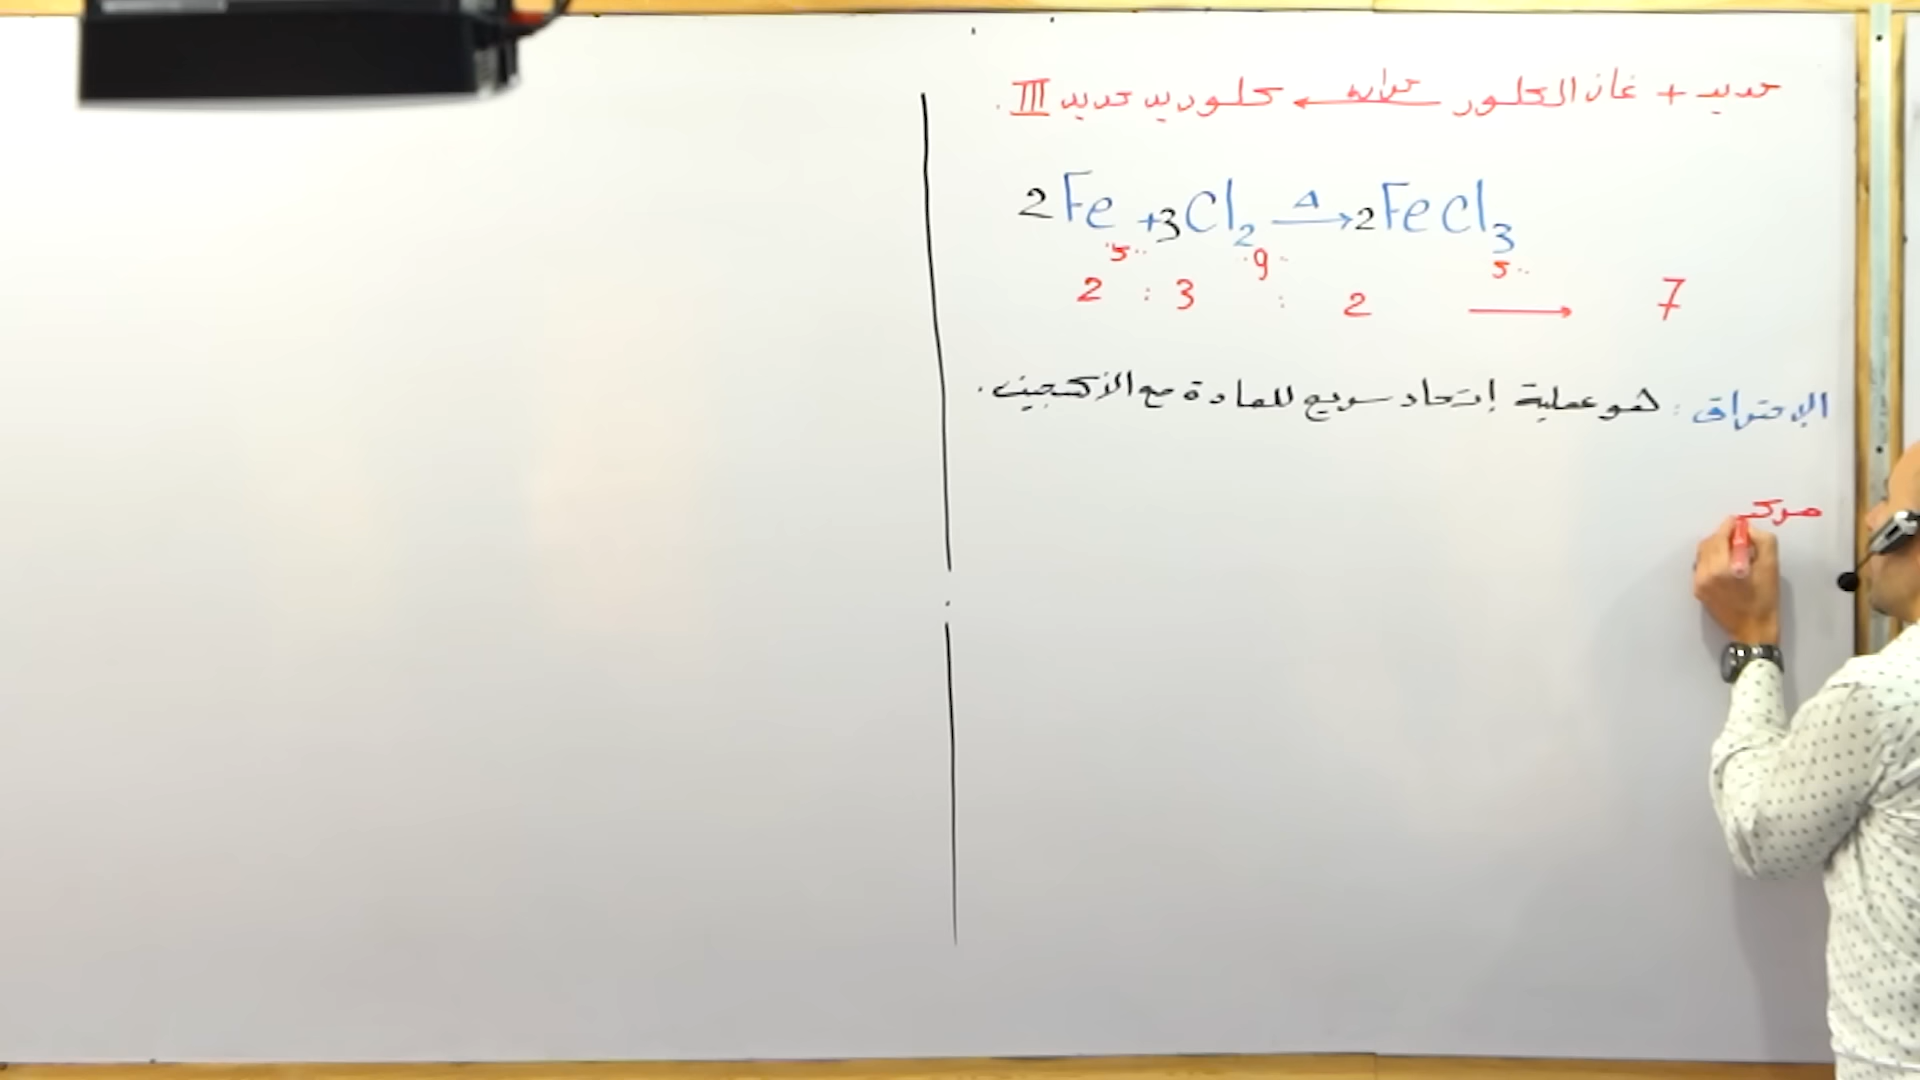 حديد + غاز الكلور ← حرارة كلوريد حديد III.
2Fe + 3Cl₂ —Δ→ 2FeCl₃
2 : 3 : 2 → 7
الإحتراق : هو عملية إتحاد سريع للمادة مع الأكسجين.
مركـ